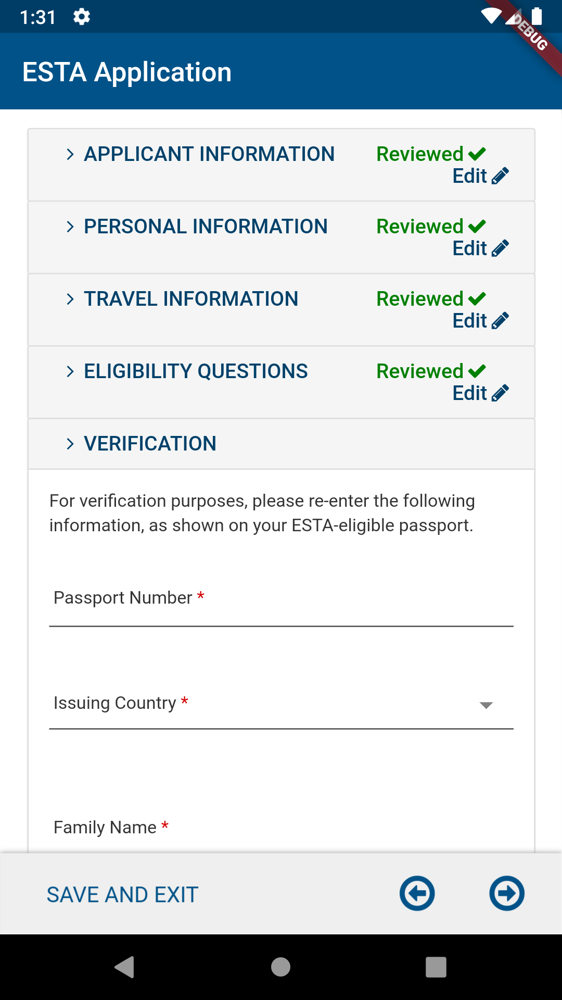 1:31
DEBUG
ESTA Application
APPLICANT INFORMATION Reviewed
Edit
PERSONAL INFORMATION Reviewed
Edit
TRAVEL INFORMATION Reviewed
Edit
ELIGIBILITY QUESTIONS Reviewed
Edit
VERIFICATION
For verification purposes, please re-enter the following
information, as shown on your ESTA-eligible passport.
Passport Number *
Issuing Country *
Family Name *
SAVE AND EXIT